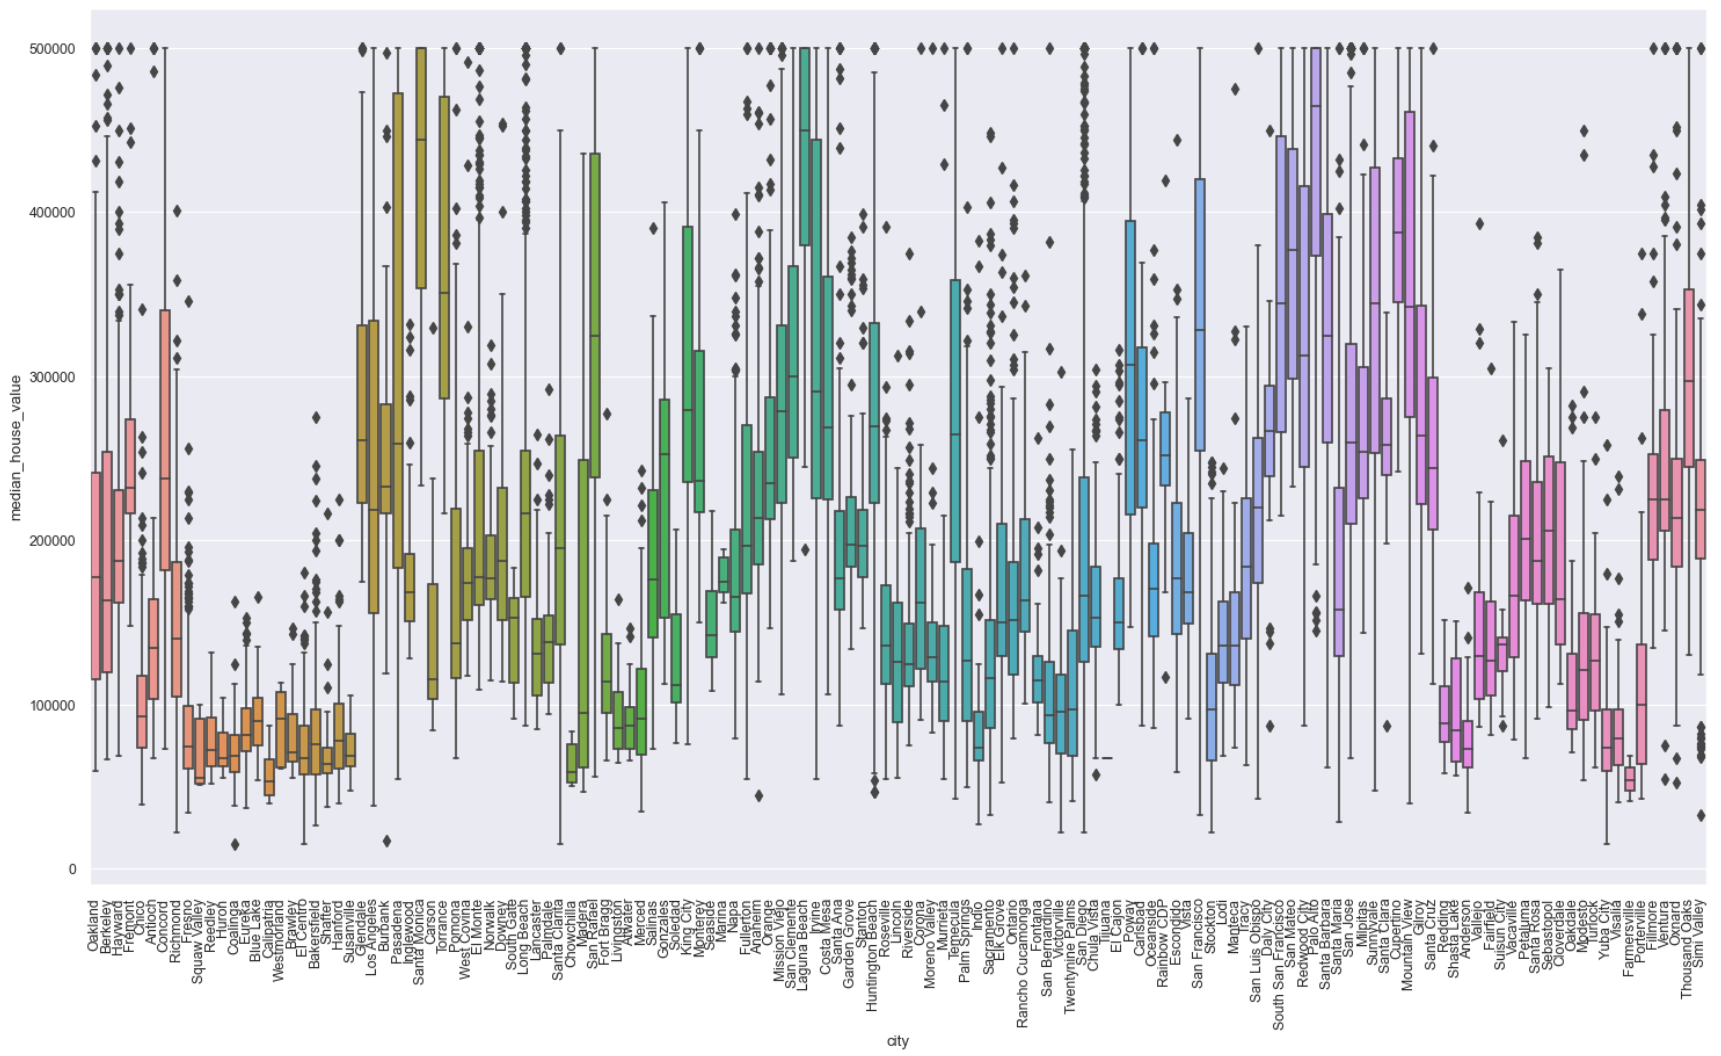 500000
400000
300000
200000
100000
0
median_house_value
Oakland
Berkeley
Hayward
Fremont
Chico
Antioch
Concord
Richmond
Fresno
Squaw Valley
Reedley
Huron
Coalinga
Eureka
Blue Lake
Calipatria
Westmorland
Brawley
El Centro
Bakersfield
Shafter
Hanford
Susanville
Glendale
Los Angeles
Burbank
Pasadena
Santa Monica
Inglewood
Carson
Torrance
Pomona
West Covina
El Monte
Norwalk
Downey
South Gate
Long Beach
Lancaster
Palmdale
Santa Clarita
Chowchilla
Madera
San Rafael
Fort Bragg
Livingston
Atwater
Merced
Salinas
Gonzales
Soledad
King City
Monterey
Seaside
Marina
Napa
Fullerton
Anaheim
Orange
Mission Viejo
San Clemente
Laguna Beach
Irvine
Costa Mesa
Santa Ana
Garden Grove
Stanton
Huntington Beach
Roseville
Lincoln
Riverside
Corona
Moreno Valley
Murrieta
Temecula
Palm Springs
Indio
Sacramento
Elk Grove
Ontario
Rancho Cucamonga
Fontana
San Bernardino
Victorville
Twentynine Palms
San Diego
Chula Vista
Tijuana
El Cajon
Poway
Carlsbad
Oceanside
Rainbow CDP
Escondido
Vista
San Francisco
Stockton
Lodi
Manteca
Tracy
San Luis Obispo
Daly City
South San Francisco
San Mateo
Redwood City
Palo Alto
Santa Barbara
Santa Maria
San Jose
Milpitas
Sunnyvale
Santa Clara
Cupertino
Mountain View
Gilroy
Santa Cruz
Redding
Shasta Lake
Anderson
Vallejo
Fairfield
Suisun City
Vacaville
Petaluma
Santa Rosa
Sebastopol
Cloverdale
Oakdale
Modesto
Turlock
Yuba City
Visalia
Farmersville
Porterville
Fillmore
Ventura
Oxnard
Thousand Oaks
Simi Valley
city